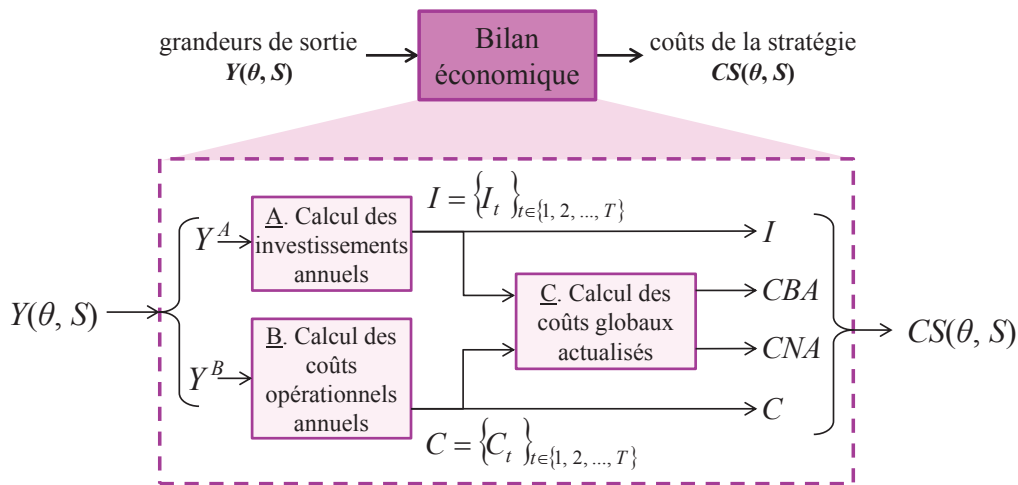 grandeurs de sortie
Y(θ, S)
Bilan
économique
coûts de la stratégie
CS(θ, S)
Y(θ, S)
Y^A
A. Calcul des
investissements
annuels
I = {I_t}_{t∈{1, 2, ..., T}}
I
C. Calcul des
coûts globaux
actualisés
CBA
CNA
Y^B
B. Calcul des
coûts
opérationnels
annuels
C
C = {C_t}_{t∈{1, 2, ..., T}}
CS(θ, S)